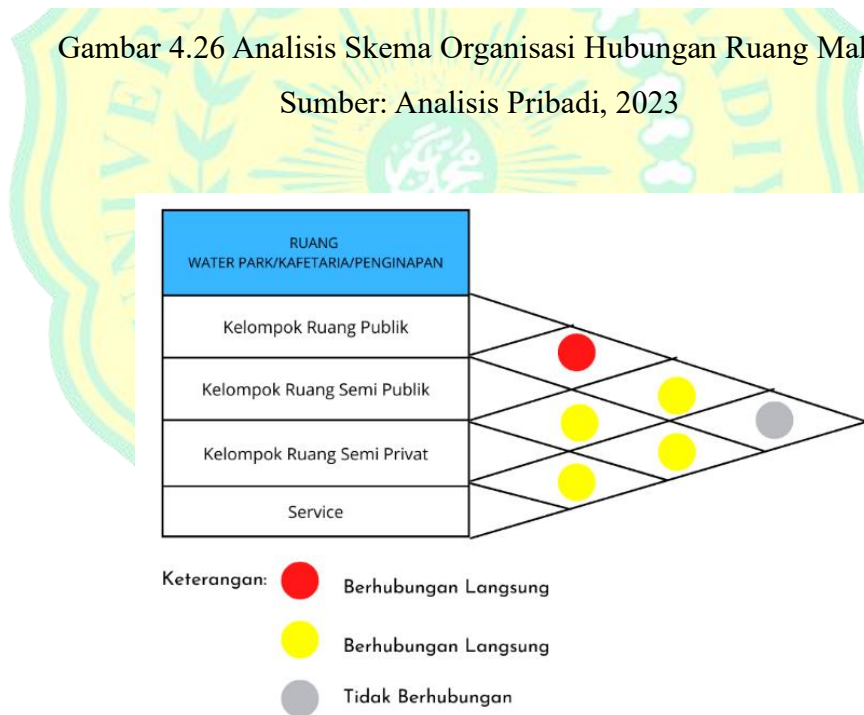 Gambar 4.26 Analisis Skema Organisasi Hubungan Ruang
Sumber: Analisis Pribadi, 2023
RUANG
WATER PARK/KAFETARIA/PENGINAPAN
Kelompok Ruang Publik
Kelompok Ruang Semi Publik
Kelompok Ruang Semi Privat
Service
Keterangan:
Berhubungan Langsung
Berhubungan Langsung
Tidak Berhubungan